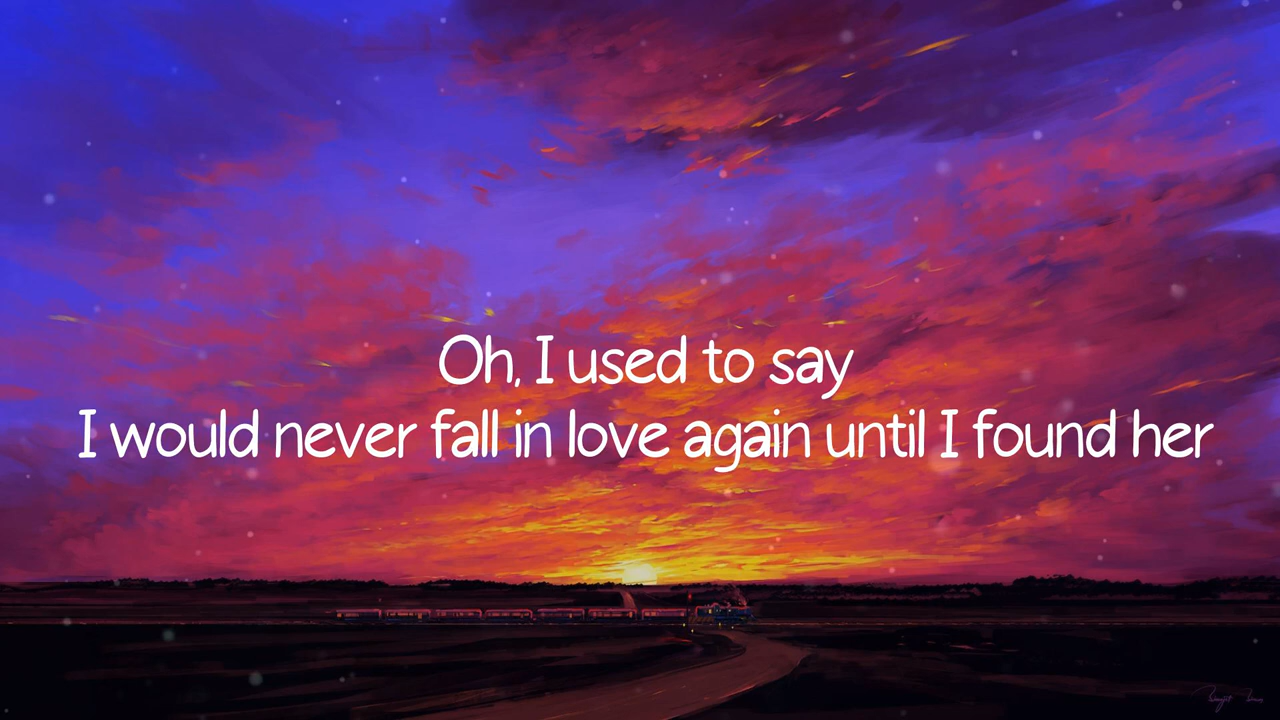 Oh, I used to say
I would never fall in love again until I found her